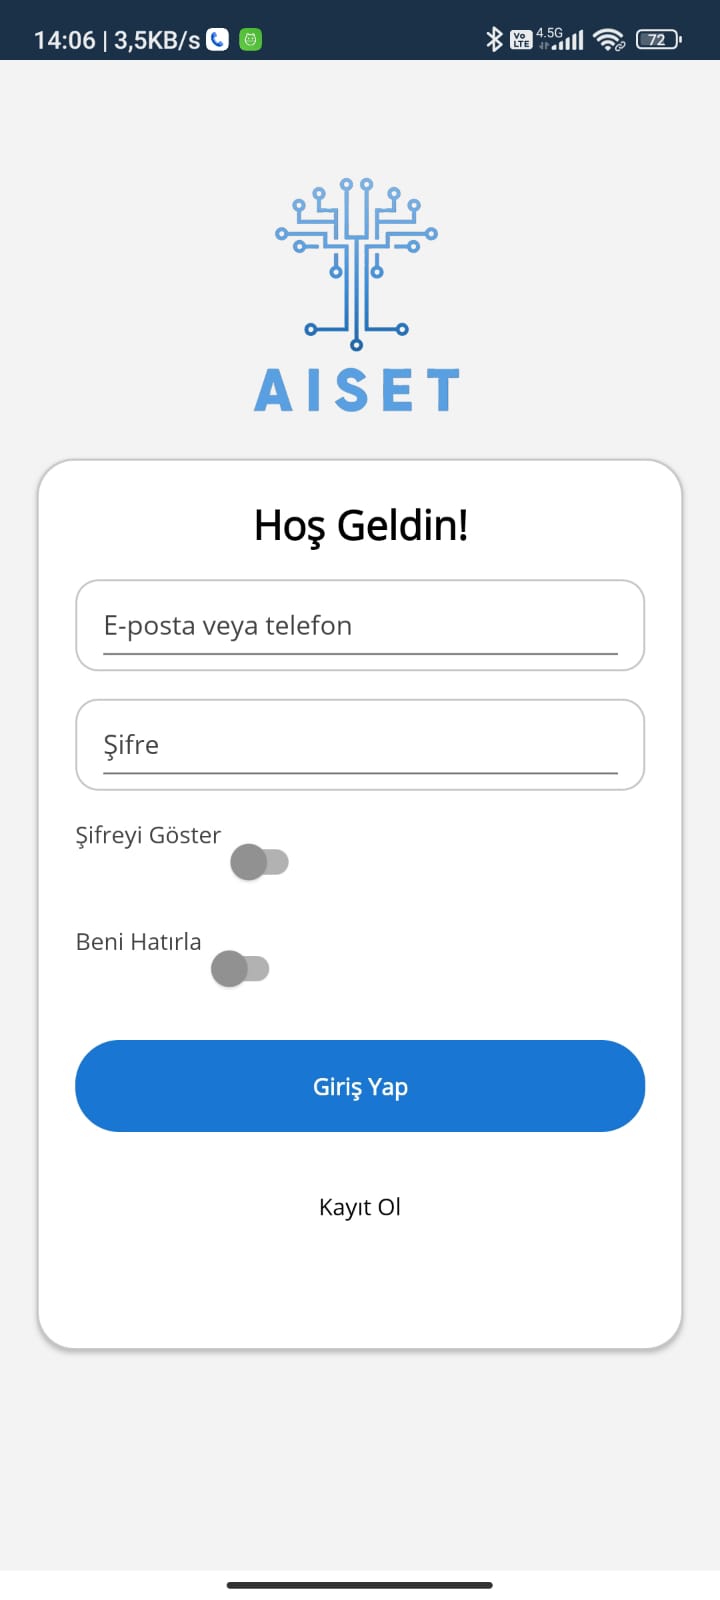 14:06 | 3,5KB/s Vo LTE 4.5G 72
AISET
Hoş Geldin!
E-posta veya telefon
Şifre
Şifreyi Göster
Beni Hatırla
Giriş Yap
Kayıt Ol